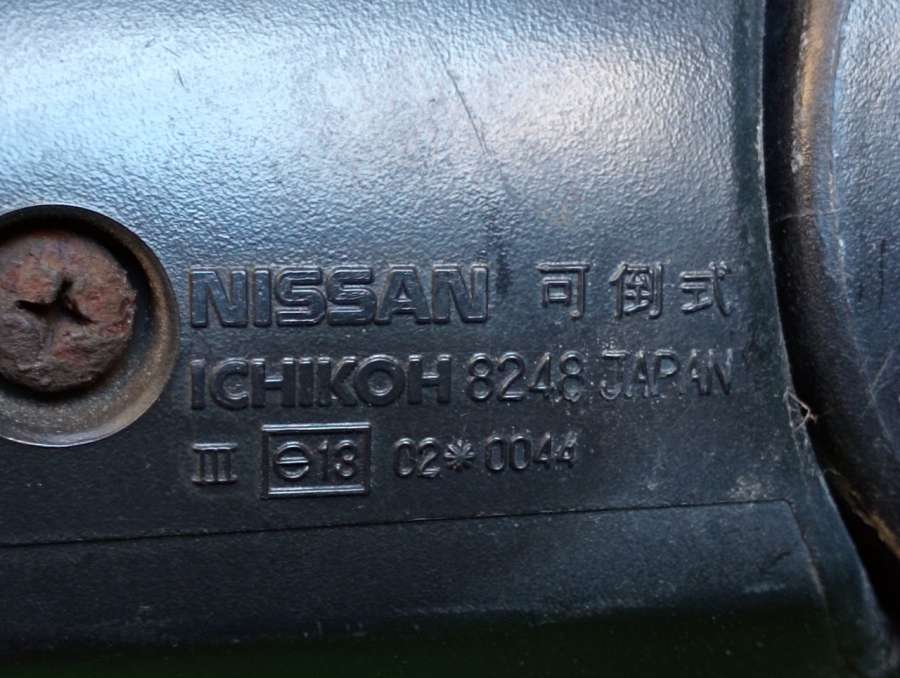 NISSAN 可倒式
ICHIKOH 8248 JAPAN
III e13 02*0044